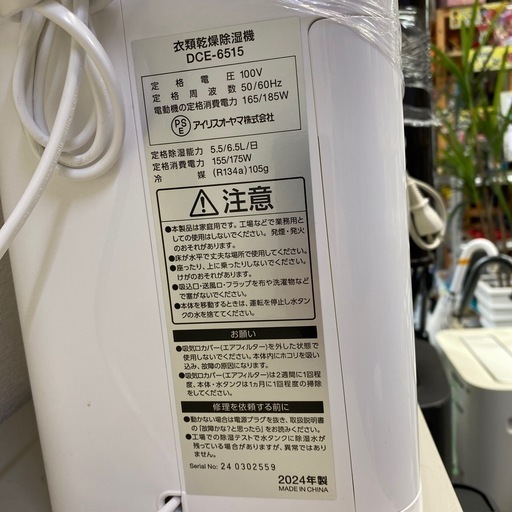 衣類乾燥除湿機
DCE-6515
定格電圧 100V
定格周波数 50/60Hz
電動機の定格消費電力 165/185W
PS E アイリスオーヤマ株式会社
定格除湿能力 5.5/6.5L/日
定格消費電力 155/175W
冷媒 (R134a) 105g
注意
●本製品は家庭用です。工場などで業務用と
しての使用はしないでください。発煙・発火
のおそれがあります。
●床が水平で丈夫な場所で使用してください。
●座ったり、上に乗ったりしないでください。
けがのおそれがあります。
●吸込口・送風口・フラップを布や洗濯物など
で塞がないでください。
●本体を移動するときは、運転を停止し水タンク
の水を捨ててください。
お願い
●吸気口カバー(エアフィルター)を外した状態で
使用しないでください。本体内にホコリを吸い
込み、故障の原因になります。
●吸気口カバー(エアフィルター)は2週間に1回程
度、本体・水タンクは1ヵ月に1回程度の掃除
をしてください。
修理を依頼する前に
●動かない場合は電源プラグを抜き、取扱説明書
の「故障かな?と思ったら」をお読みください。
●工場での除湿テストで水タンクに除湿水が
残っている場合がありますが、異常ではあり
ません。
Serial No: 24 0302559
2024年製
MADE IN CHINA